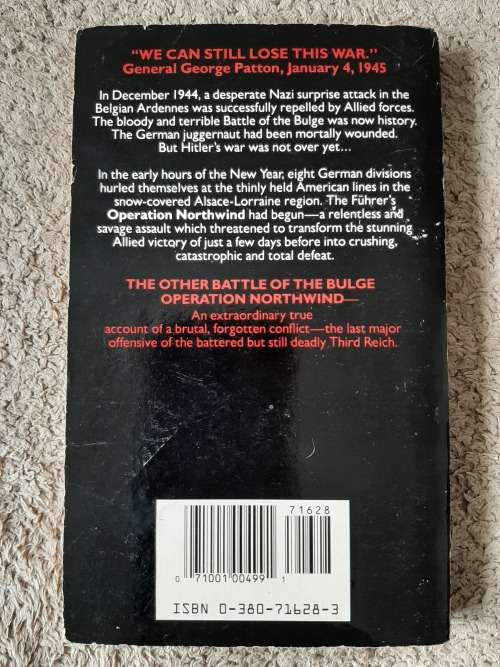 "WE CAN STILL LOSE THIS WAR."
General George Patton, January 4, 1945
In December 1944, a desperate Nazi surprise attack in the
Belgian Ardennes was successfully repelled by Allied forces.
The bloody and terrible Battle of the Bulge was now history.
The German juggernaut had been mortally wounded.
But Hitler's war was not over yet...
In the early hours of the New Year, eight German divisions
hurled themselves at the thinly held American lines in the
snow-covered Alsace-Lorraine region. The Führer's
Operation Northwind had begun—a relentless and
savage assault which threatened to transform the stunning
Allied victory of just a few days before into crushing,
catastrophic and total defeat.
THE OTHER BATTLE OF THE BULGE
OPERATION NORTHWIND—
An extraordinary true
account of a brutal, forgotten conflict—the last major
offensive of the battered but still deadly Third Reich.
71628
0 71001 00499 1
ISBN 0-380-71628-3